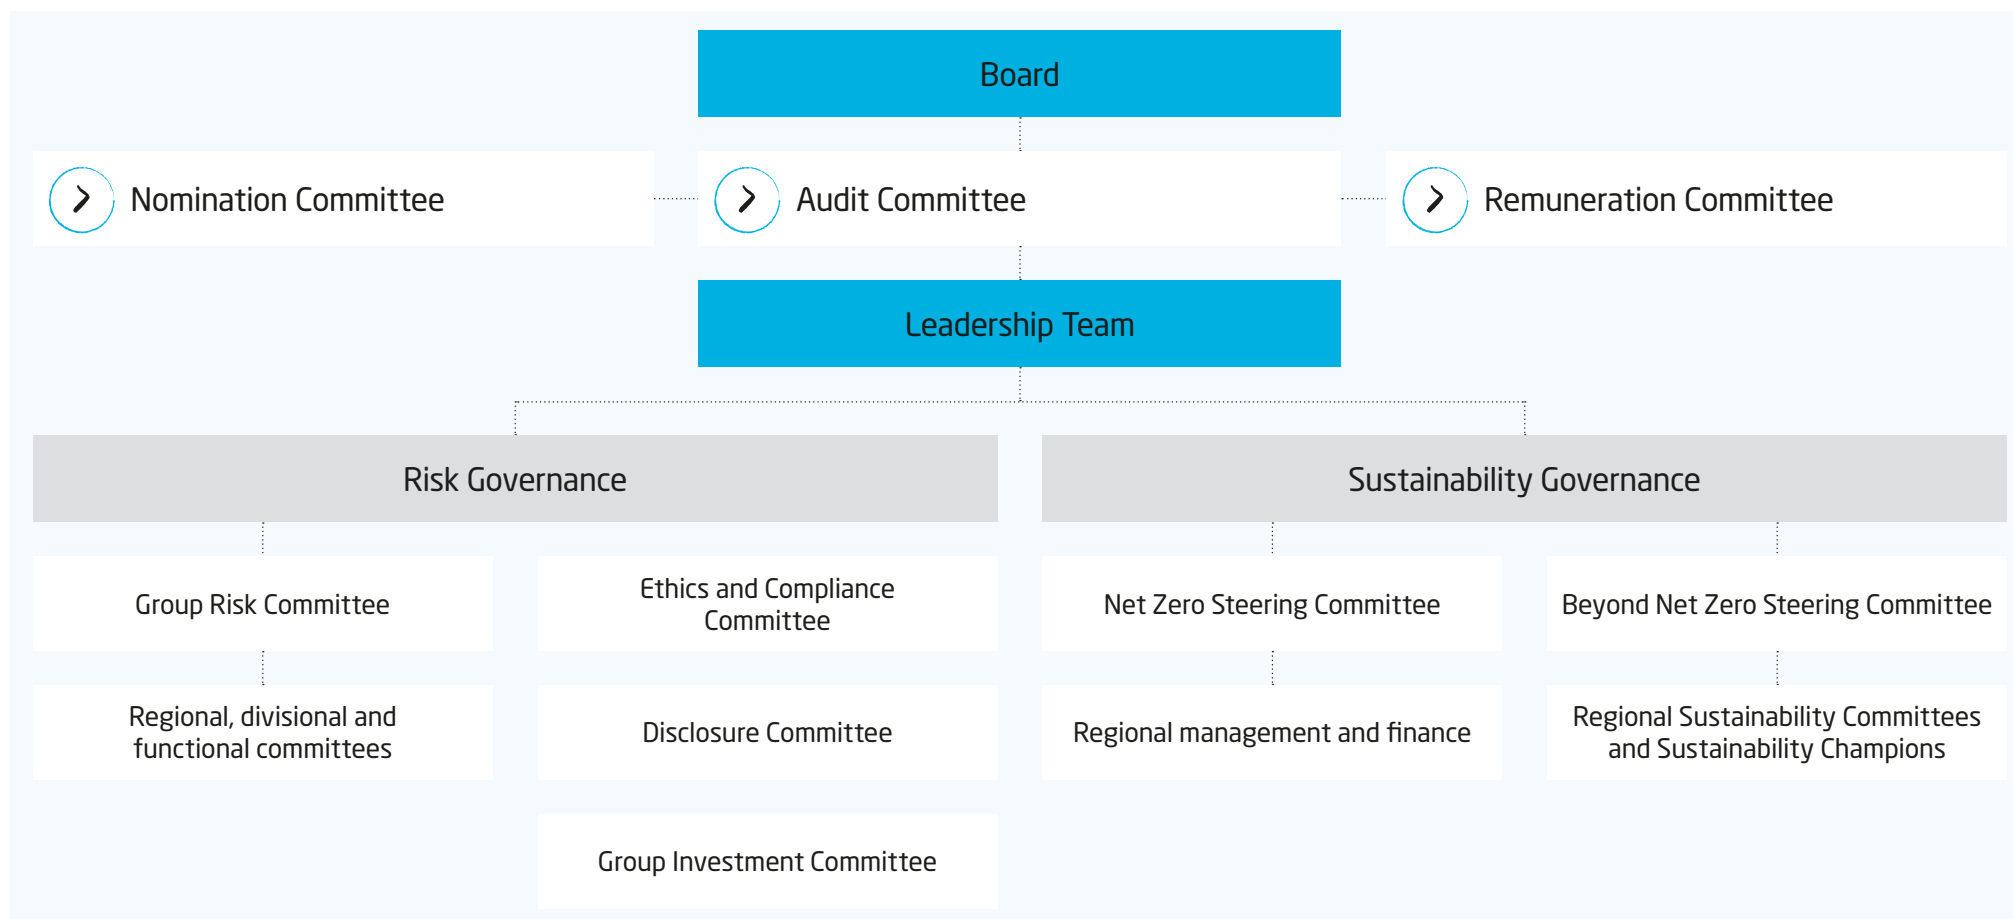 Board
Nomination Committee
Audit Committee
Remuneration Committee
Leadership Team
Risk Governance
Sustainability Governance
Group Risk Committee
Ethics and Compliance
Committee
Net Zero Steering Committee
Beyond Net Zero Steering Committee
Regional, divisional and
functional committees
Disclosure Committee
Regional management and finance
Regional Sustainability Committees
and Sustainability Champions
Group Investment Committee